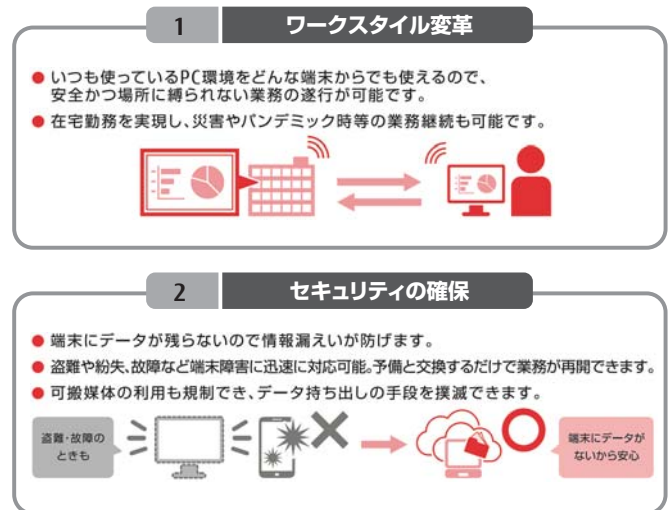 1 ワークスタイル変革
● いつも使っているPC環境をどんな端末からでも使えるので、
安全かつ場所に縛られない業務の遂行が可能です。
● 在宅勤務を実現し、災害やパンデミック時等の業務継続も可能です。
2 セキュリティの確保
● 端末にデータが残らないので情報漏えいが防げます。
● 盗難や紛失、故障など端末障害に迅速に対応可能。予備と交換するだけで業務が再開できます。
● 可搬媒体の利用も規制でき、データ持ち出しの手段を撲滅できます。
盗難・故障の
ときも
端末にデータが
ないから安心